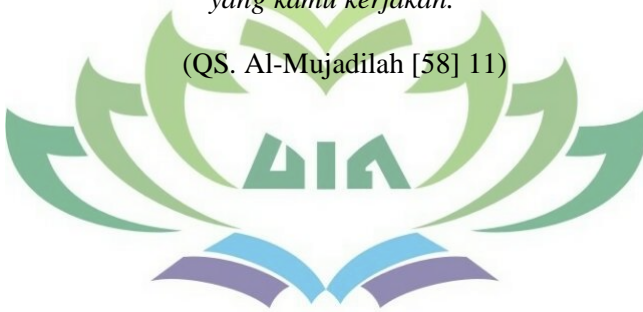 yang kamu kerjakan.
(QS. Al-Mujadilah [58] 11)
UIN